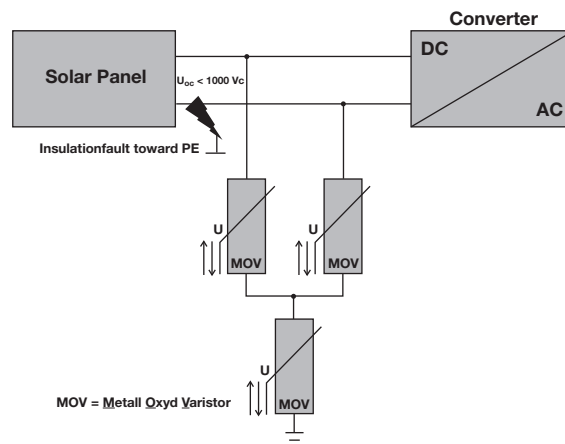 Converter
Solar Panel
DC
AC
Uoc < 1000 Vc
Insulationfault toward PE
U
MOV
U
MOV
U
MOV
MOV = Metall Oxyd Varistor